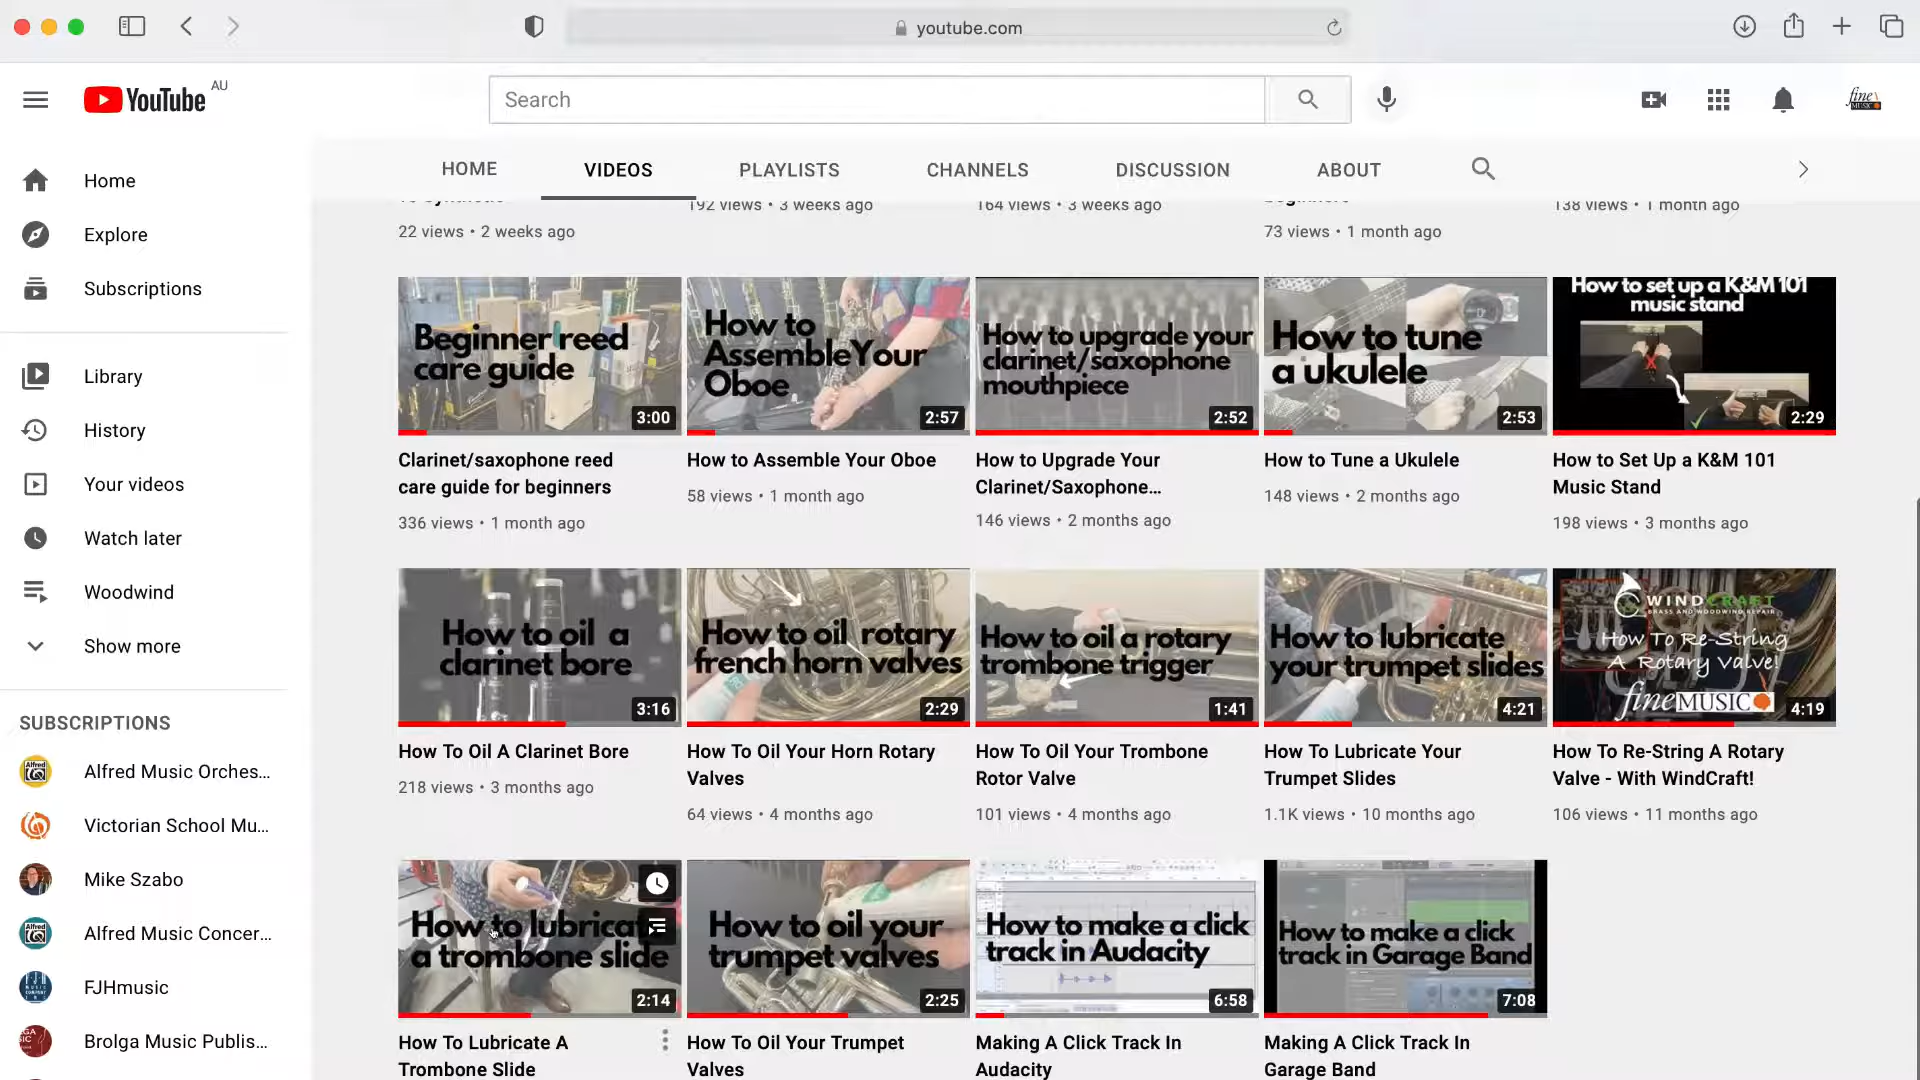 youtube.com
YouTube AU
Search
HOME VIDEOS PLAYLISTS CHANNELS DISCUSSION ABOUT
Home
Explore
Subscriptions
Library
History
Your videos
Watch later
Woodwind
Show more
SUBSCRIPTIONS
Alfred Music Orches...
Victorian School Mu...
Mike Szabo
Alfred Music Concer...
FJHmusic
Brolga Music Publis...
192 views • 3 weeks ago
164 views • 3 weeks ago
138 views • 1 month ago
22 views • 2 weeks ago
73 views • 1 month ago
Beginner reed
care guide
3:00
Clarinet/saxophone reed
care guide for beginners
336 views • 1 month ago
How to
Assemble Your
Oboe
2:57
How to Assemble Your Oboe
58 views • 1 month ago
How to upgrade your
clarinet/saxophone
mouthpiece
2:52
How to Upgrade Your
Clarinet/Saxophone...
146 views • 2 months ago
How to tune
a ukulele
2:53
How to Tune a Ukulele
148 views • 2 months ago
How to set up a K&M 101
music stand
2:29
How to Set Up a K&M 101
Music Stand
198 views • 3 months ago
How to oil a
clarinet bore
3:16
How To Oil A Clarinet Bore
218 views • 3 months ago
How to oil rotary
french horn valves
2:29
How To Oil Your Horn Rotary
Valves
64 views • 4 months ago
How to oil a rotary
trombone trigger
1:41
How To Oil Your Trombone
Rotor Valve
101 views • 4 months ago
How to lubricate
your trumpet slides
4:21
How To Lubricate Your
Trumpet Slides
1.1K views • 10 months ago
WINDCRAFT
BRASS AND WOODWIND REPAIR
How To Re-String
A Rotary Valve!
fine MUSIC
4:19
How To Re-String A Rotary
Valve - With WindCraft!
106 views • 11 months ago
How to lubricat
a trombone slide
2:14
How To Lubricate A
Trombone Slide
How to oil your
trumpet valves
2:25
How To Oil Your Trumpet
Valves
How to make a click
track in Audacity
6:58
Making A Click Track In
Audacity
How to make a click
track in Garage Band
7:08
Making A Click Track In
Garage Band